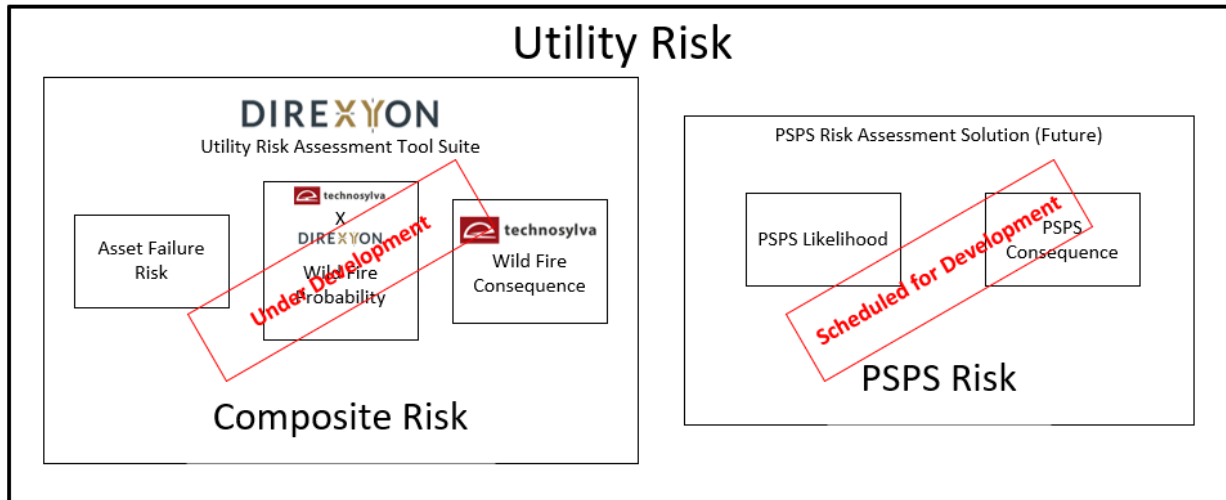 Utility Risk
DIREXYON
Utility Risk Assessment Tool Suite
Asset Failure
Risk
technosylva
X
DIREXYON
Wild Fire
Probability
technosylva
Wild Fire
Consequence
Under Development
Composite Risk
PSPS Risk Assessment Solution (Future)
PSPS Likelihood
PSPS
Consequence
Scheduled for Development
PSPS Risk